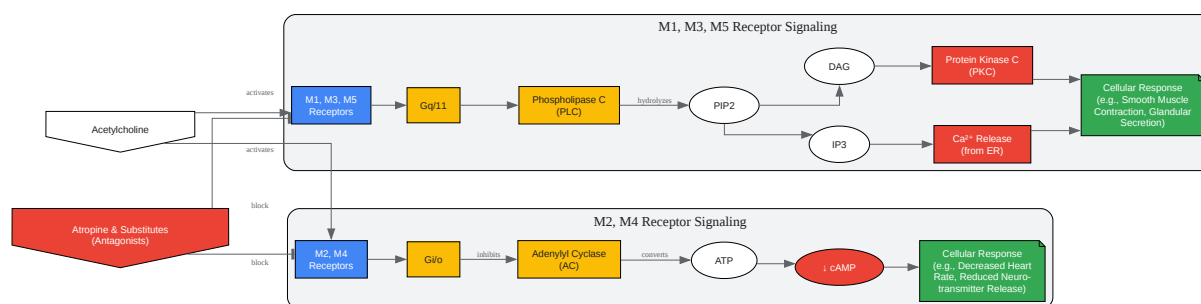 M1, M3, M5 Receptor Signaling
DAG
Protein Kinase C
(PKC)
activates
M1, M3, M5
Receptors
Gq/11
Phospholipase C
(PLC)
hydrolyzes
PIP2
Cellular Response
(e.g., Smooth Muscle
Contraction, Glandular
Secretion)
Acetylcholine
activates
IP3
Ca²⁺ Release
(from ER)
block
M2, M4 Receptor Signaling
Atropine & Substitutes
(Antagonists)
block
M2, M4
Receptors
Gi/o
inhibits
Adenylyl Cyclase
(AC)
converts
ATP
↓ cAMP
Cellular Response
(e.g., Decreased Heart
Rate, Reduced Neuro-
transmitter Release)